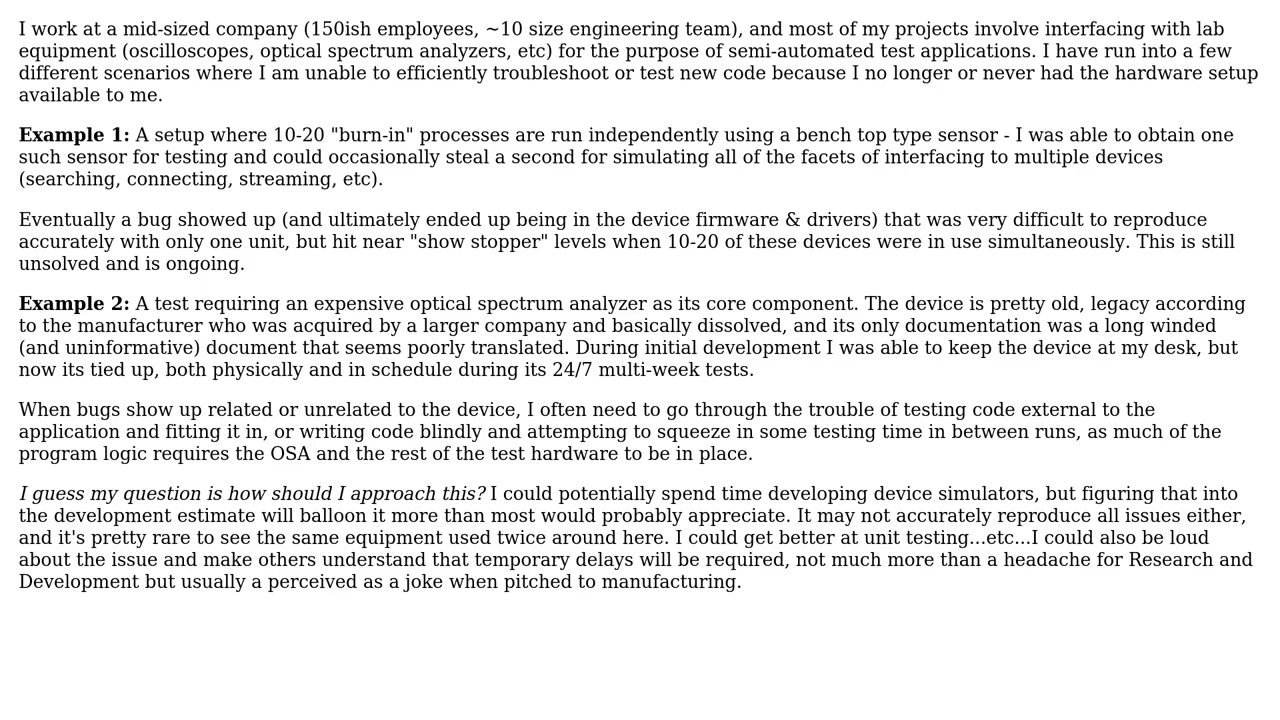 I work at a mid-sized company (150ish employees, ~10 size engineering team), and most of my projects involve interfacing with lab
equipment (oscilloscopes, optical spectrum analyzers, etc) for the purpose of semi-automated test applications. I have run into a few
different scenarios where I am unable to efficiently troubleshoot or test new code because I no longer or never had the hardware setup
available to me.
Example 1: A setup where 10-20 "burn-in" processes are run independently using a bench top type sensor - I was able to obtain one
such sensor for testing and could occasionally steal a second for simulating all of the facets of interfacing to multiple devices
(searching, connecting, streaming, etc).
Eventually a bug showed up (and ultimately ended up being in the device firmware & drivers) that was very difficult to reproduce
accurately with only one unit, but hit near "show stopper" levels when 10-20 of these devices were in use simultaneously. This is still
unsolved and is ongoing.
Example 2: A test requiring an expensive optical spectrum analyzer as its core component. The device is pretty old, legacy according
to the manufacturer who was acquired by a larger company and basically dissolved, and its only documentation was a long winded
(and uninformative) document that seems poorly translated. During initial development I was able to keep the device at my desk, but
now its tied up, both physically and in schedule during its 24/7 multi-week tests.
When bugs show up related or unrelated to the device, I often need to go through the trouble of testing code external to the
application and fitting it in, or writing code blindly and attempting to squeeze in some testing time in between runs, as much of the
program logic requires the OSA and the rest of the test hardware to be in place.
I guess my question is how should I approach this? I could potentially spend time developing device simulators, but figuring that into
the development estimate will balloon it more than most would probably appreciate. It may not accurately reproduce all issues either,
and it's pretty rare to see the same equipment used twice around here. I could get better at unit testing...etc...I could also be loud
about the issue and make others understand that temporary delays will be required, not much more than a headache for Research and
Development but usually a perceived as a joke when pitched to manufacturing.